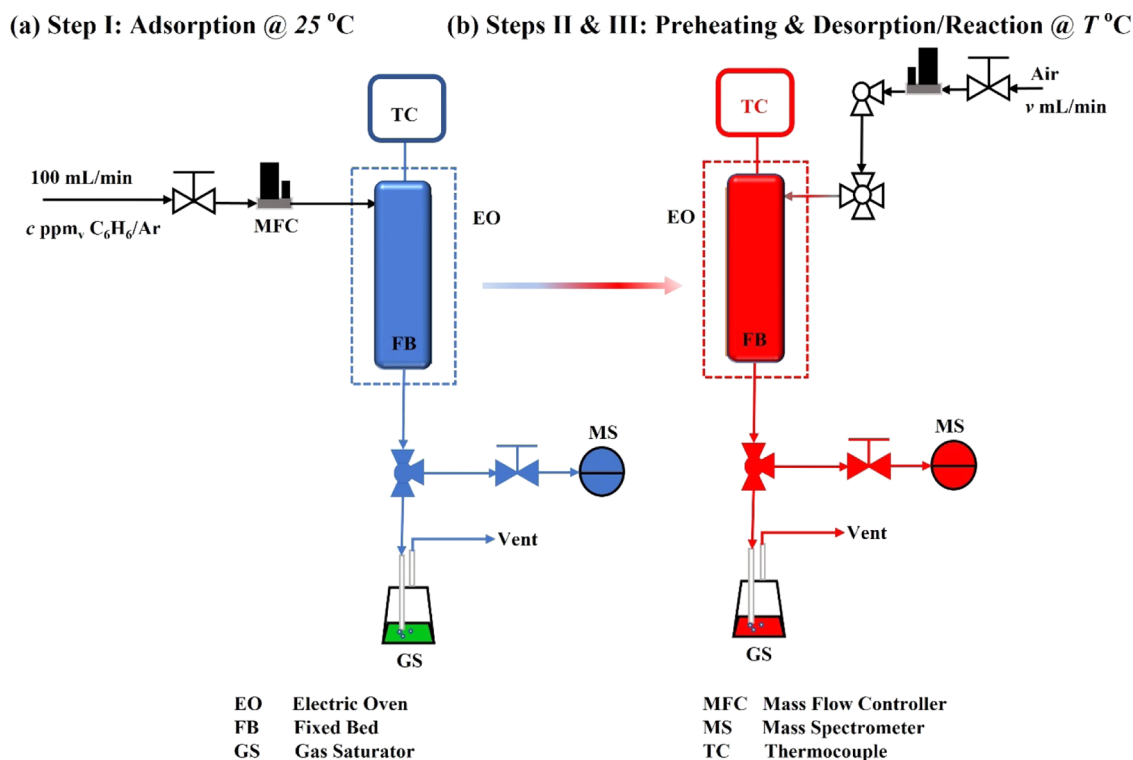 (a) Step I: Adsorption @ 25 °C
(b) Steps II & III: Preheating & Desorption/Reaction @ T °C
TC
100 mL/min
c ppmᵥ C₆H₆/Ar
MFC
EO
FB
MS
Vent
GS
TC
Air
v mL/min
EO
FB
MS
Vent
GS
EO Electric Oven
FB Fixed Bed
GS Gas Saturator
MFC Mass Flow Controller
MS Mass Spectrometer
TC Thermocouple